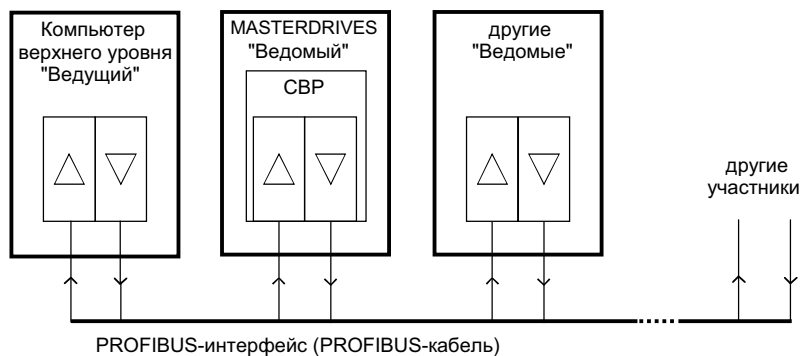 Компьютер
верхнего уровня
"Ведущий"
MASTERDRIVES
"Ведомый"
CBP
другие
"Ведомые"
другие
участники
PROFIBUS-интерфейс (PROFIBUS-кабель)